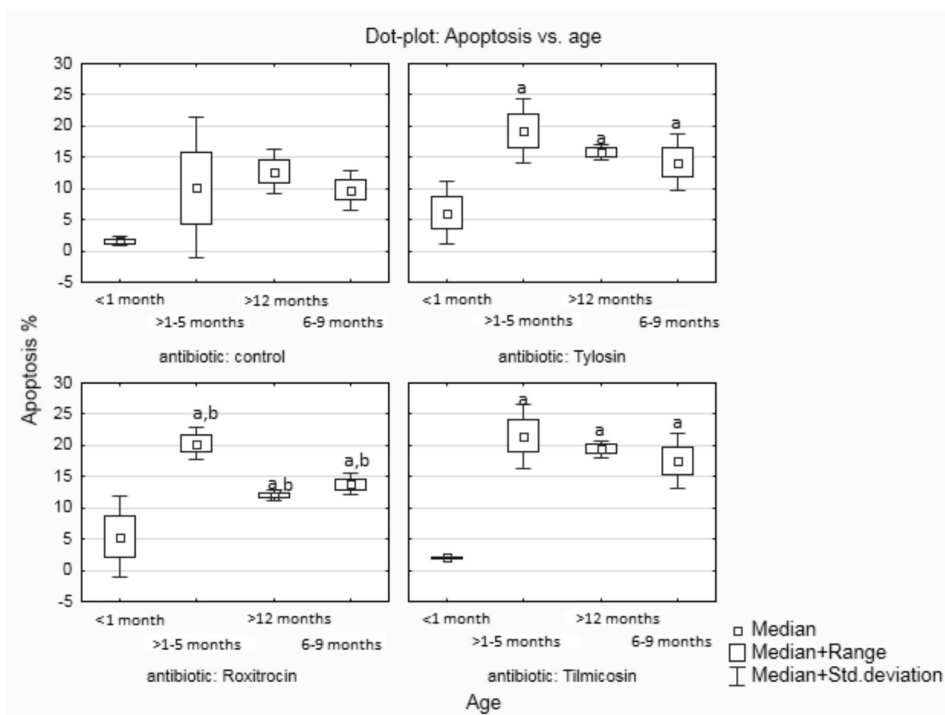 Dot-plot: Apoptosis vs. age
30
25
20
15
10
5
0
-5
a
a
a
<1 month
>12 months
<1 month
>12 months
>1-5 months
6-9 months
>1-5 months
6-9 months
antibiotic: control
antibiotic: Tylosin
Apoptosis %
30
25
20
15
10
5
0
-5
a,b
a,b
a,b
a
a
a
<1 month
>12 months
<1 month
>12 months
>1-5 months
6-9 months
>1-5 months
6-9 months
antibiotic: Roxitrocin
antibiotic: Tilmicosin
Age
Median
Median+Range
Median+Std.deviation